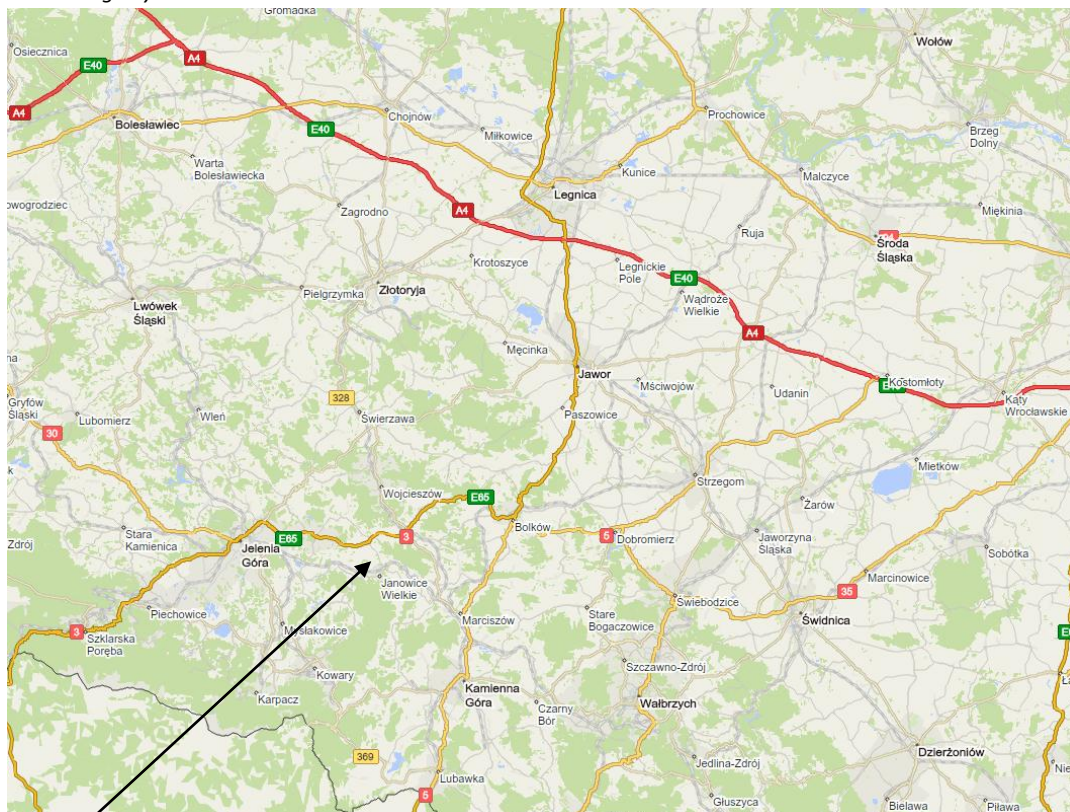 Gromadka
Osiecznica
Wołów
A4
E40
A4
Chojnów
Prochowice
Bolesławiec
E40
Miłkowice
Brzeg
Dolny
Warta
Bolesławiecka
Kunice
Malczyce
Legnica
Zagrodno
A4
Miękinia
Ruja
Środa
Śląska
Krotoszyce
Legnickie
Pole
E40
Złotoryja
Pielgrzymka
Wądroże
Wielkie
Lwówek
Śląski
A4
Męcinka
Jawor
Kostomłoty
Mściwojów
Udanin
Kąty
Wrocławskie
Gryfów
Śląski
328
Lubomierz
Wleń
Świerzawa
Paszowice
30
Mietków
Strzegom
Wojcieszów
E65
Żarów
Bolków
Stara
Kamienica
Jelenia
Góra
E65
3
5
Dobromierz
Jaworzyna
Śląska
Sobótka
Zdrój
Janowice
Wielkie
Marcinowice
Piechowice
Marciszów
Stare
Bogaczowice
Świebodzice
35
Świdnica
3
Szklarska
Poręba
Mysłakowice
Kowary
Szczawno-Zdrój
Karpacz
Kamienna
Góra
Czarny
Bór
Wałbrzych
369
Jedlina-Zdrój
Dzierżoniów
Lubawka
5
Głuszyca
Bielawa
Piława